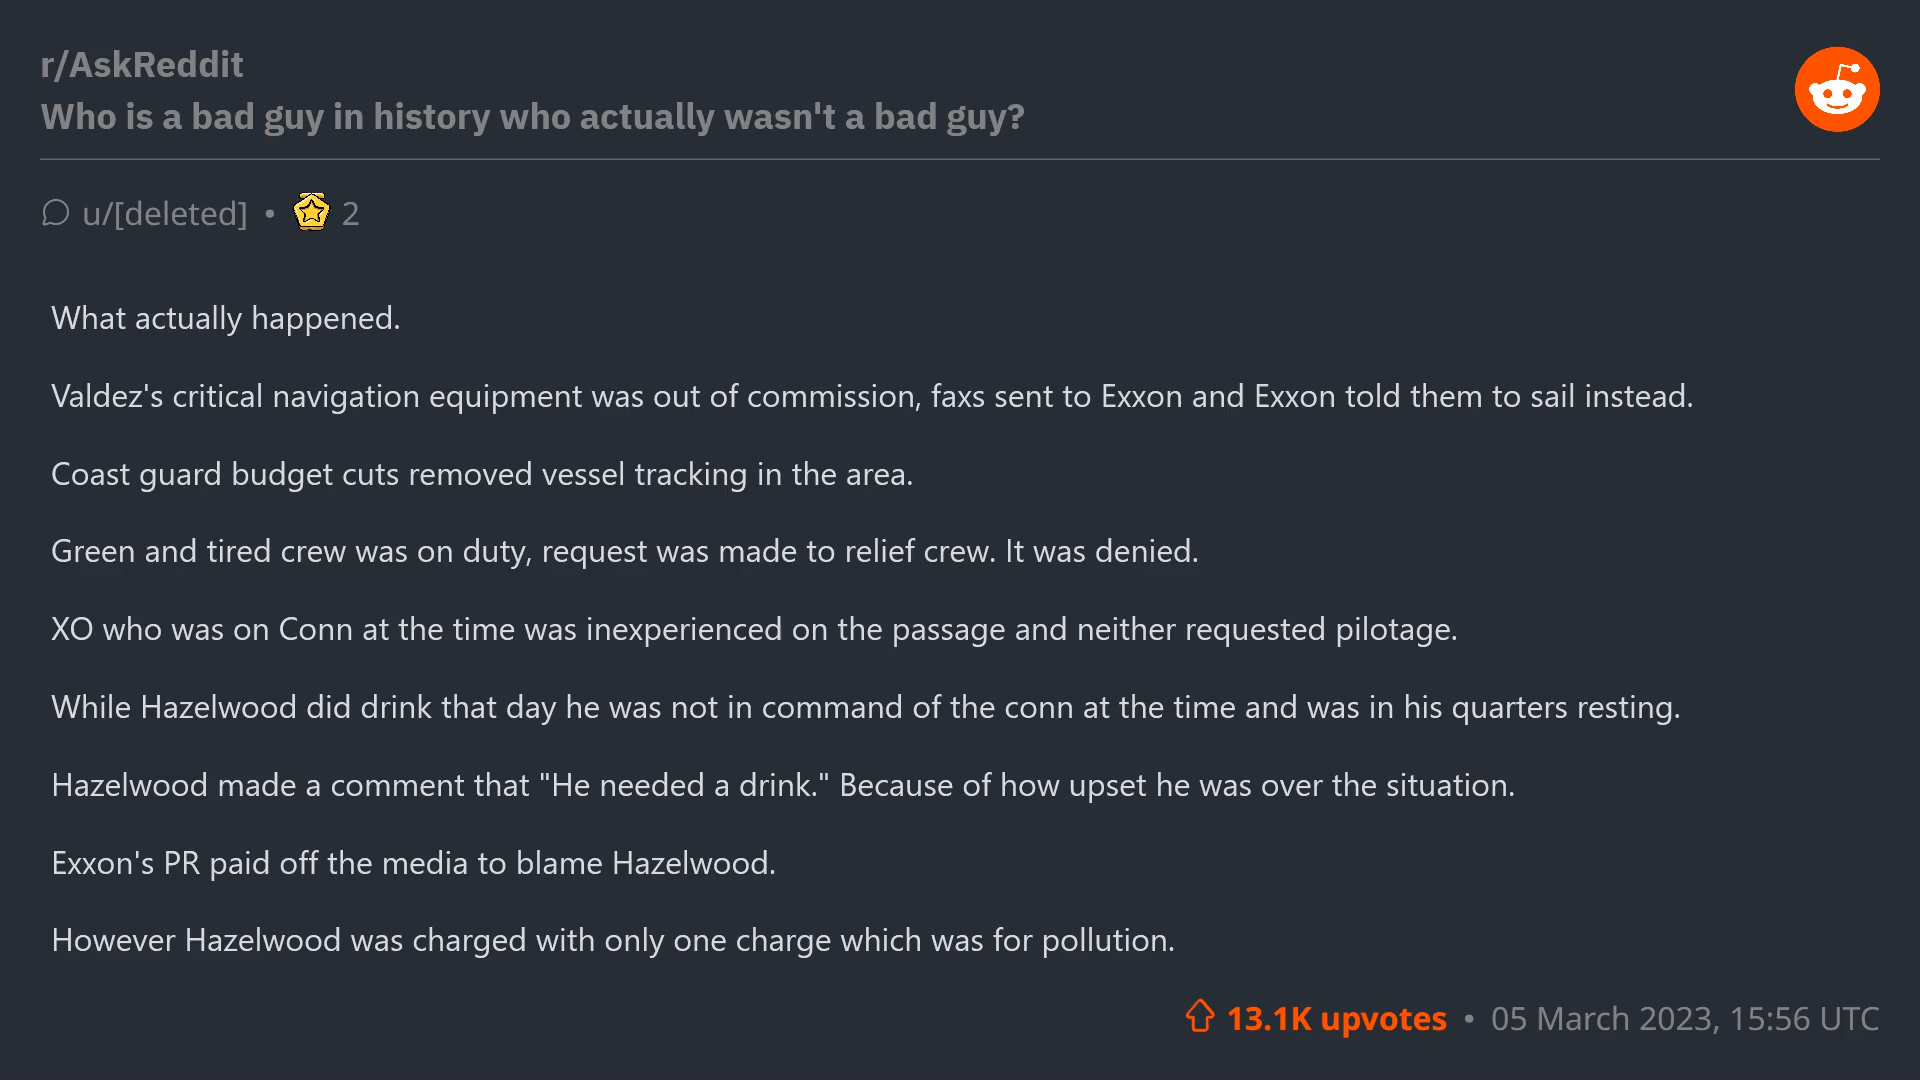 r/AskReddit
Who is a bad guy in history who actually wasn't a bad guy?
u/[deleted] • 2
What actually happened.
Valdez's critical navigation equipment was out of commission, faxs sent to Exxon and Exxon told them to sail instead.
Coast guard budget cuts removed vessel tracking in the area.
Green and tired crew was on duty, request was made to relief crew. It was denied.
XO who was on Conn at the time was inexperienced on the passage and neither requested pilotage.
While Hazelwood did drink that day he was not in command of the conn at the time and was in his quarters resting.
Hazelwood made a comment that "He needed a drink." Because of how upset he was over the situation.
Exxon's PR paid off the media to blame Hazelwood.
However Hazelwood was charged with only one charge which was for pollution.
13.1K upvotes • 05 March 2023, 15:56 UTC